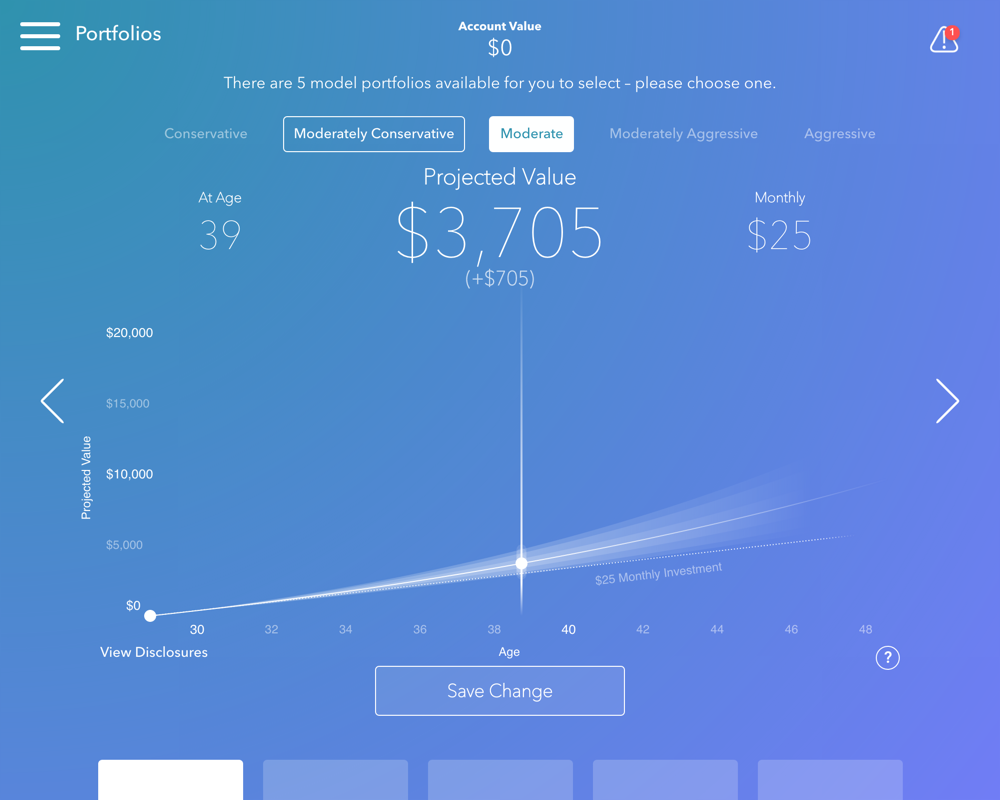 Portfolios
Account Value
$0
1
There are 5 model portfolios available for you to select – please choose one.
Conservative
Moderately Conservative
Moderate
Moderately Aggressive
Aggressive
Projected Value
At Age
39
$3,705
(+$705)
Monthly
$25
$20,000
$15,000
$10,000
$5,000
$0
Projected Value
$25 Monthly Investment
30 32 34 36 38 40 42 44 46 48
Age
View Disclosures
?
Save Change